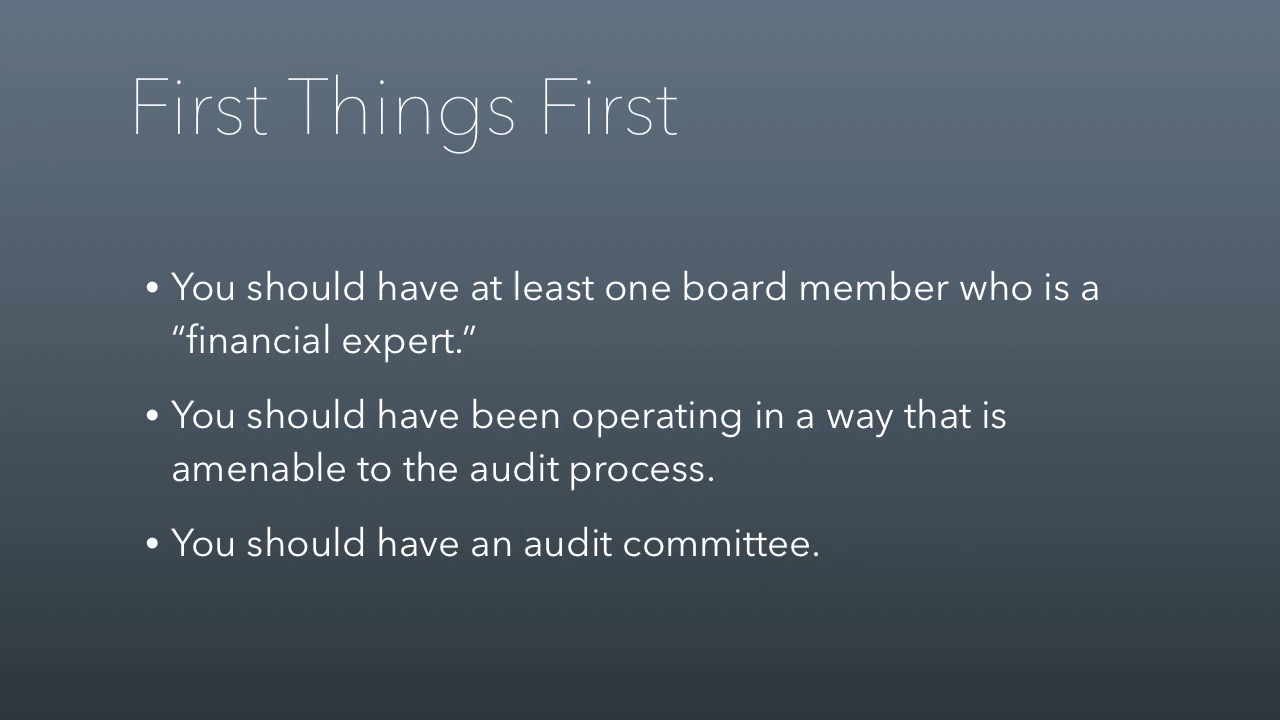 First Things First
• You should have at least one board member who is a
“financial expert.”
• You should have been operating in a way that is
amenable to the audit process.
• You should have an audit committee.